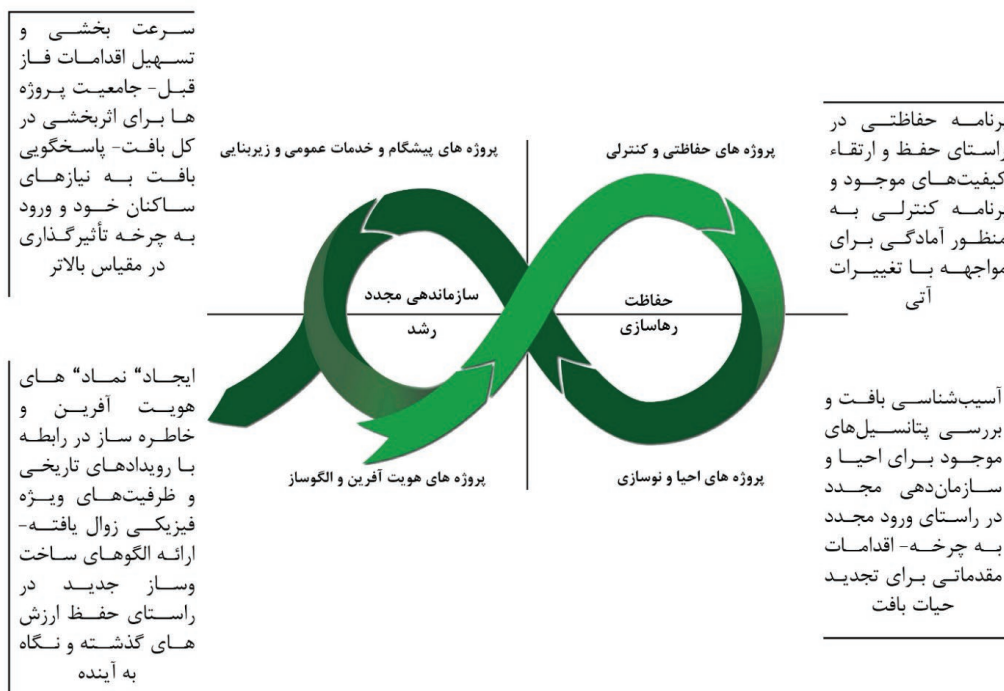 برنامه حفاظتی در
راستای حفظ و ارتقاء
کیفیت‌های موجود و
برنامه کنترلی به
منظور آمادگی برای
مواجهه با تغییرات
آتی
سرعت بخشی و
تسهیل اقدامات فاز
قبل- جامعیت پروژه
ها برای اثربخشی در
کل بافت- پاسخگویی
بافت به نیازهای
ساکنان خود و ورود
به چرخه تأثیرگذاری
در مقیاس بالاتر
پروژه های حفاظتی و کنترلی
پروژه های پیشگام و خدمات عمومی و زیربنایی
حفاظت
رهاسازی
سازماندهی مجدد
رشد
پروژه های احیا و نوسازی
پروژه های هویت آفرین و الگوساز
آسیب‌شناسی بافت و
بررسی پتانسیل‌های
موجود برای احیا و
سازمان‌دهی مجدد
در راستای ورود مجدد
به چرخه- اقدامات
مقدماتی برای تجدید
حیات بافت
ایجاد“ نماد“ های
هویت آفرین و
خاطره ساز در رابطه
با رویدادهای تاریخی
و ظرفیت‌های ویژه
فیزیکی زوال یافته-
ارائه الگوهای ساخت
وساز جدید در
راستای حفظ ارزش
های گذشته و نگاه
به آینده